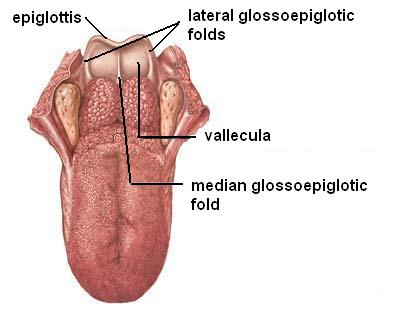 epiglottis
lateral glossoepiglotic
folds
vallecula
median glossoepiglotic
fold